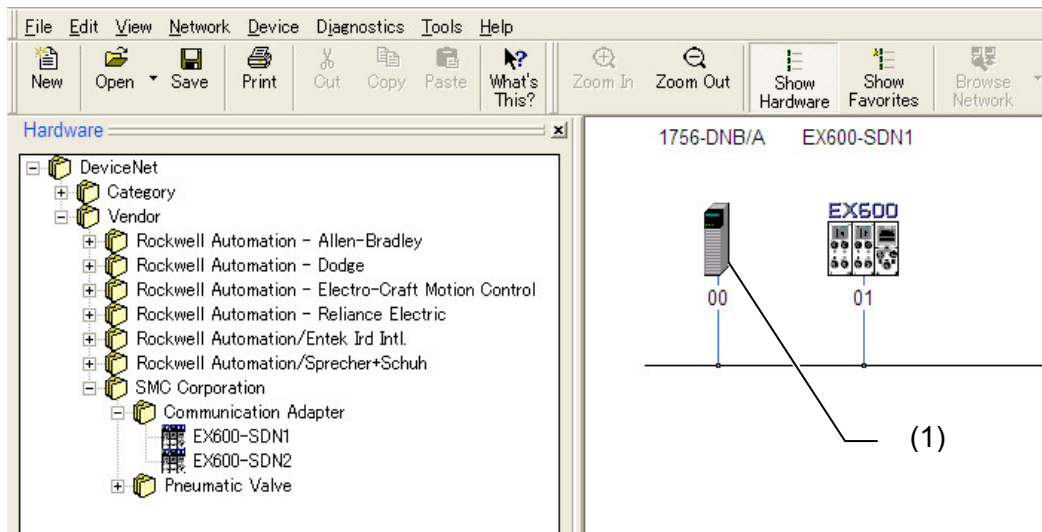 File Edit View Network Device Diagnostics Tools Help
New Open Save Print Cut Copy Paste What's This? Zoom In Zoom Out Show Hardware Show Favorites Browse Network
Hardware
1756-DNB/A EX600-SDN1
DeviceNet
Category
Vendor
Rockwell Automation - Allen-Bradley
Rockwell Automation - Dodge
Rockwell Automation - Electro-Craft Motion Control
Rockwell Automation - Reliance Electric
Rockwell Automation/Entek Ird Intl.
Rockwell Automation/Sprecher+Schuh
SMC Corporation
Communication Adapter
EX600-SDN1
EX600-SDN2
Pneumatic Valve
EX600
00 01
(1)